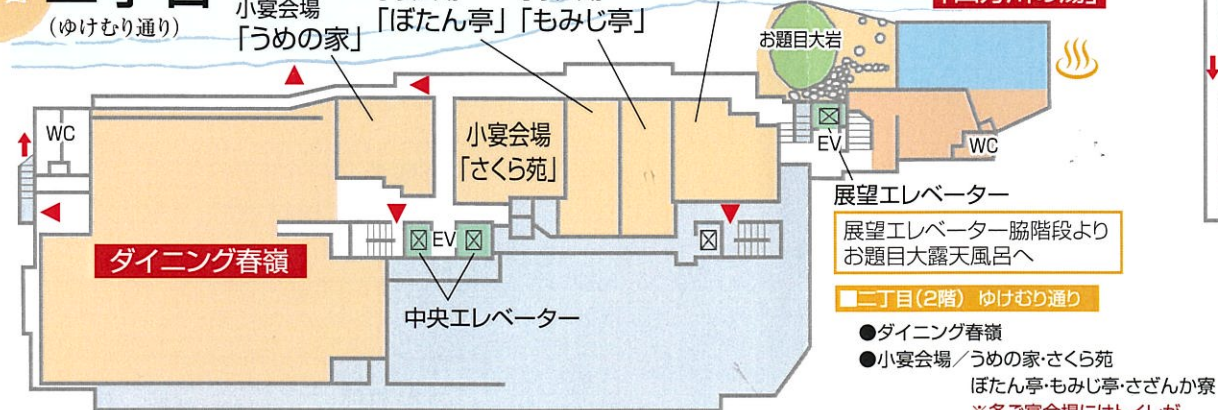 (ゆけむり通り)
小宴会場
「うめの家」
「ぼたん亭」
「もみじ亭」
お題目大岩
WC
小宴会場
「さくら苑」
EV
WC
展望エレベーター
EV
ダイニング春嶺
展望エレベーター脇階段より
お題目大露天風呂へ
中央エレベーター
■二丁目(2階) ゆけむり通り
●ダイニング春嶺
●小宴会場/うめの家・さくら苑
ぼたん亭・もみじ亭・さざんか寮